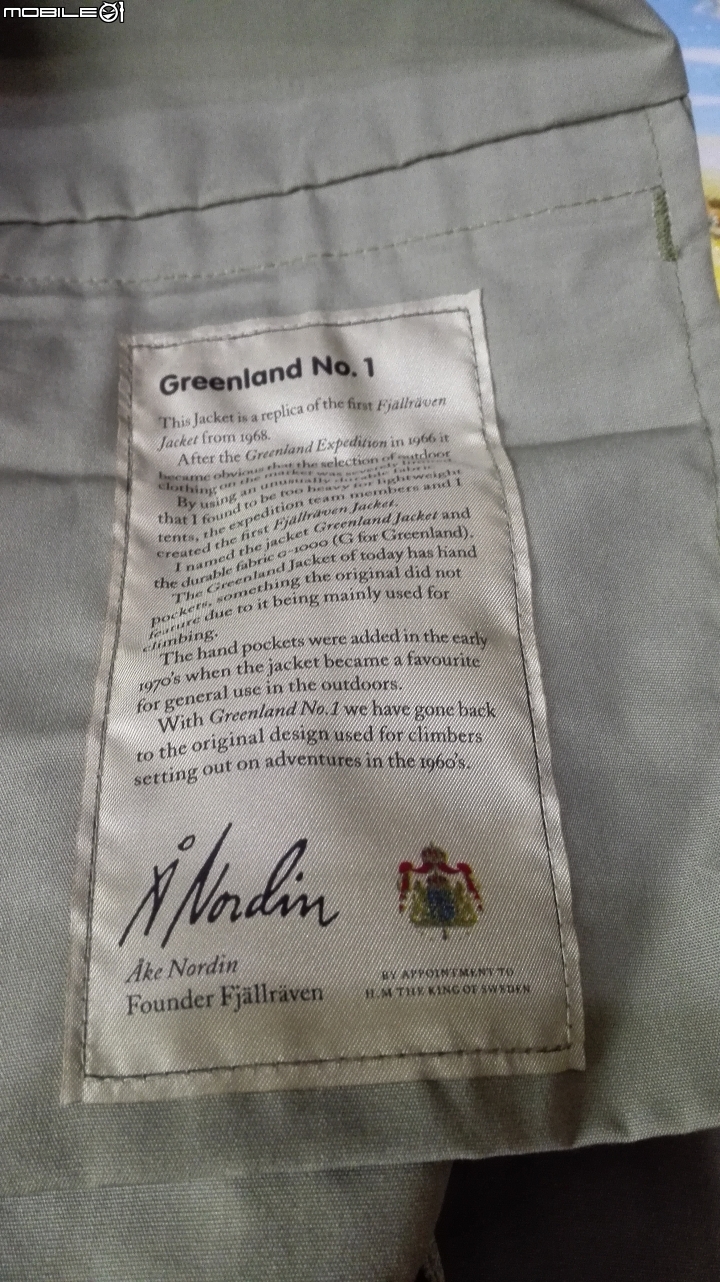 MOBILE01
Greenland No. 1
This Jacket is a replica of the first Fjällräven
Jacket from 1968.
After the Greenland Expedition in 1966 it
became obvious that the selection of outdoor
clothing on the market was severely limited.
By using an unusually durable fabric
that I found to be too heavy for lightweight
tents, the expedition team members and I
created the first Fjällräven Jacket.
I named the jacket Greenland Jacket and
the durable fabric G-1000 (G for Greenland).
The Greenland Jacket of today has hand
pockets, something the original did not
feature due to it being mainly used for
climbing.
The hand pockets were added in the early
1970's when the jacket became a favourite
for general use in the outdoors.
With Greenland No.1 we have gone back
to the original design used for climbers
setting out on adventures in the 1960's.
Å Nordin
Åke Nordin
Founder Fjällräven
BY APPOINTMENT TO
H.M THE KING OF SWEDEN